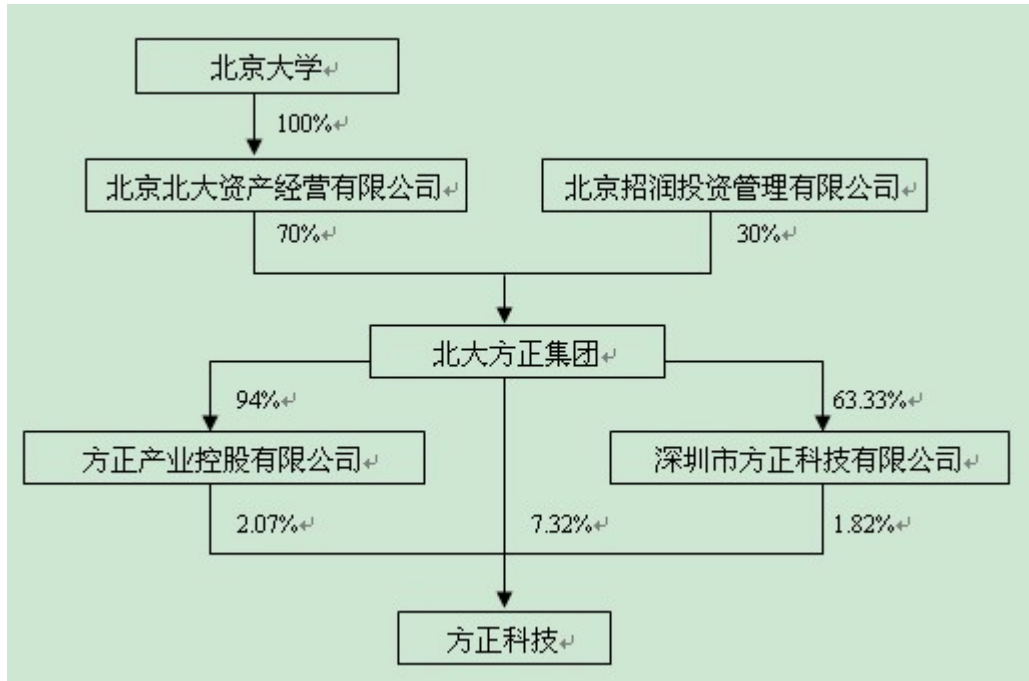 北京大学
100%
北京北大资产经营有限公司
北京招润投资管理有限公司
70%
30%
北大方正集团
94%
63.33%
方正产业控股有限公司
深圳市方正科技有限公司
2.07%
7.32%
1.82%
方正科技